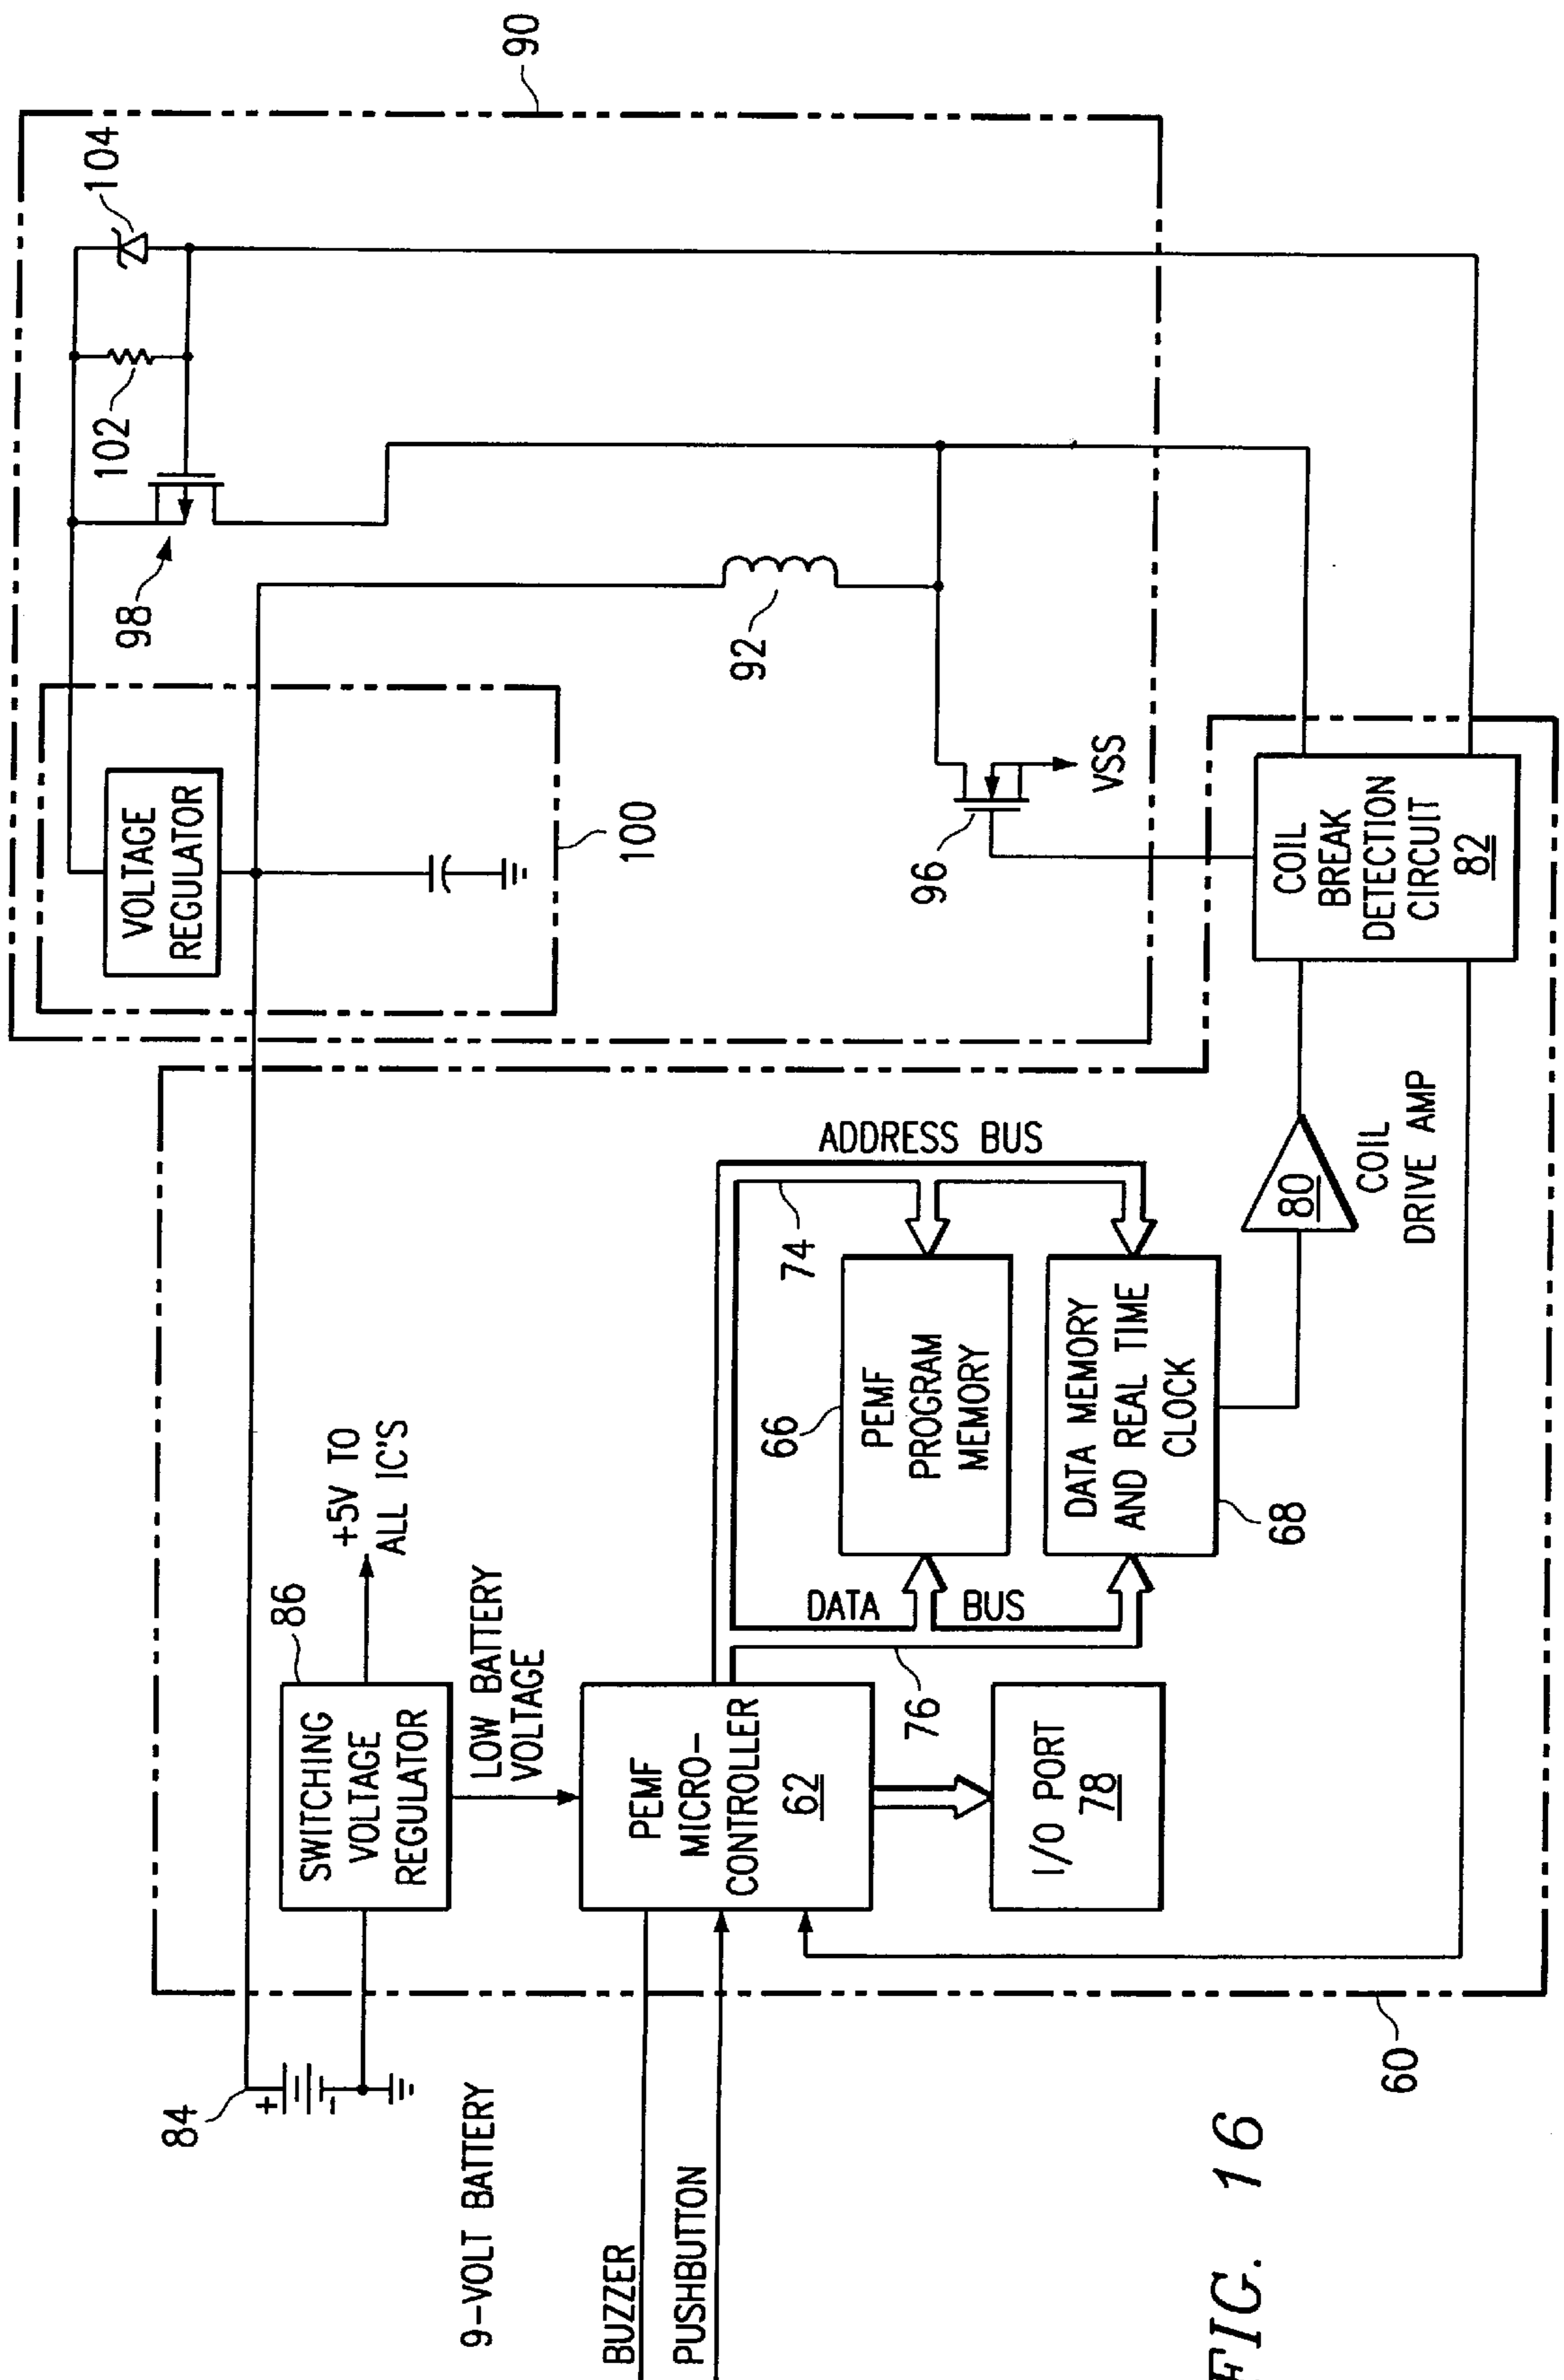 84
+
-
9-VOLT BATTERY
86
SWITCHING
VOLTAGE
REGULATOR
+5V TO
ALL IC'S
LOW BATTERY
VOLTAGE
BUZZER
PUSHBUTTON
PEMF
MICRO-
CONTROLLER
62
I/O PORT
78
DATA BUS
76
ADDRESS BUS
74
66
PEMF
PROGRAM
MEMORY
DATA MEMORY
AND REAL TIME
CLOCK
68
80
COIL
DRIVE AMP
60
VOLTAGE
REGULATOR
100
98
102
104
90
92
96
VSS
COIL
BREAK
DETECTION
CIRCUIT
82
FIG. 16